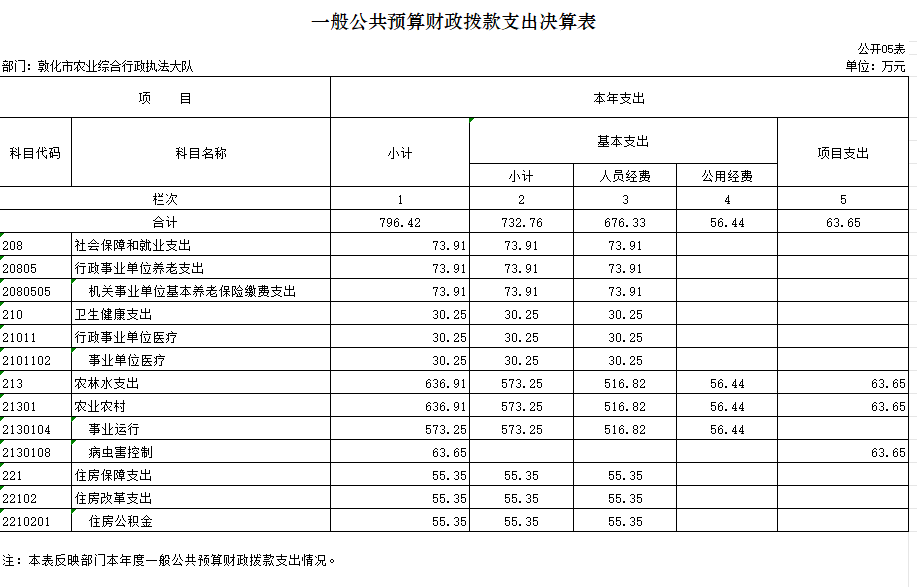 一般公共预算财政拨款支出决算表
公开05表
部门：敦化市农业综合行政执法大队 单位：万元
项 目 本年支出
科目代码 科目名称 小计 基本支出 项目支出
小计 人员经费 公用经费
栏次 1 2 3 4 5
合计 796.42 732.76 676.33 56.44 63.65
208 社会保障和就业支出 73.91 73.91 73.91
20805 行政事业单位养老支出 73.91 73.91 73.91
2080505 机关事业单位基本养老保险缴费支出 73.91 73.91 73.91
210 卫生健康支出 30.25 30.25 30.25
21011 行政事业单位医疗 30.25 30.25 30.25
2101102 事业单位医疗 30.25 30.25 30.25
213 农林水支出 636.91 573.25 516.82 56.44 63.65
21301 农业农村 636.91 573.25 516.82 56.44 63.65
2130104 事业运行 573.25 573.25 516.82 56.44
2130108 病虫害控制 63.65 63.65
221 住房保障支出 55.35 55.35 55.35
22102 住房改革支出 55.35 55.35 55.35
2210201 住房公积金 55.35 55.35 55.35
注：本表反映部门本年度一般公共预算财政拨款支出情况。